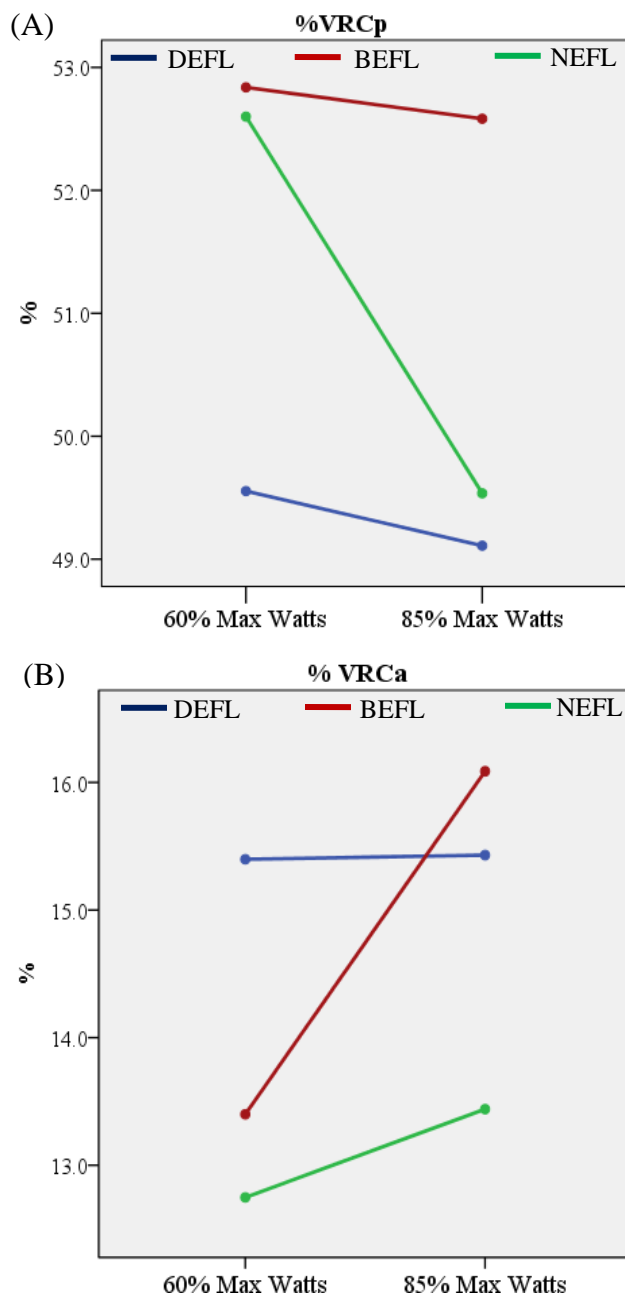 (A)
%VRCp
DEFL BEFL NEFL
53.0
52.0
51.0
50.0
49.0
%
60% Max Watts 85% Max Watts
(B)
% VRCa
DEFL BEFL NEFL
16.0
15.0
14.0
13.0
%
60% Max Watts 85% Max Watts